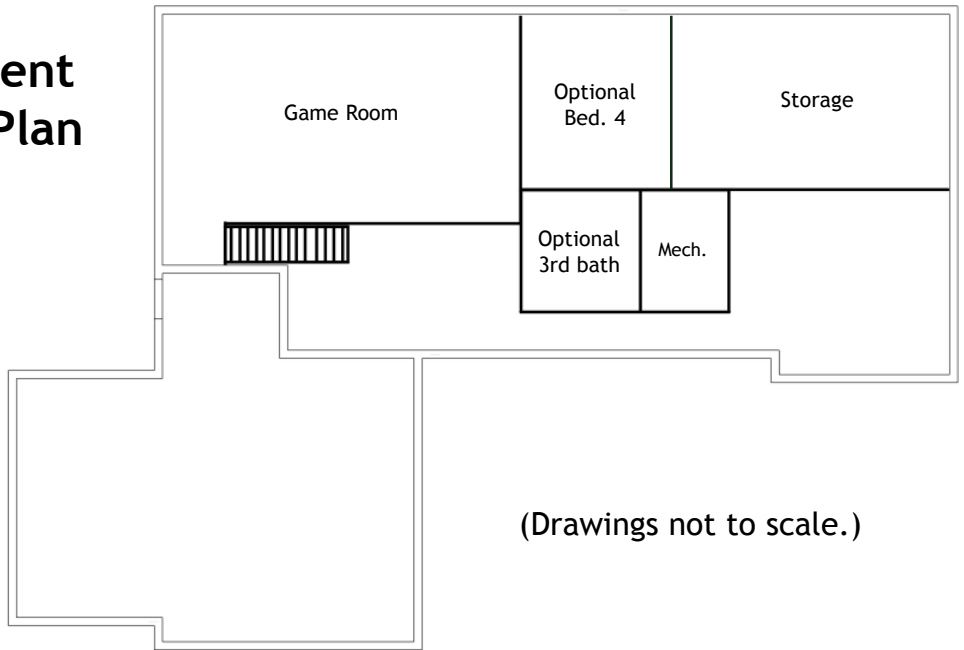 ent
Plan
Game Room
Optional
Bed. 4
Storage
Optional
3rd bath
Mech.
(Drawings not to scale.)